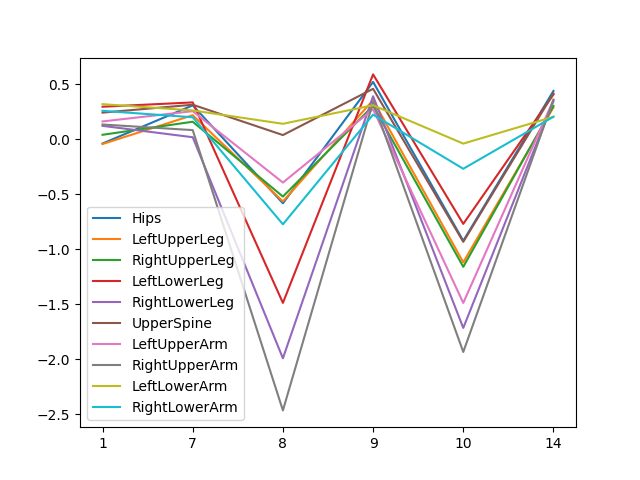 0.5
0.0
−0.5
−1.0
−1.5
−2.0
−2.5
Hips
LeftUpperLeg
RightUpperLeg
LeftLowerLeg
RightLowerLeg
UpperSpine
LeftUpperArm
RightUpperArm
LeftLowerArm
RightLowerArm
1 7 8 9 10 14